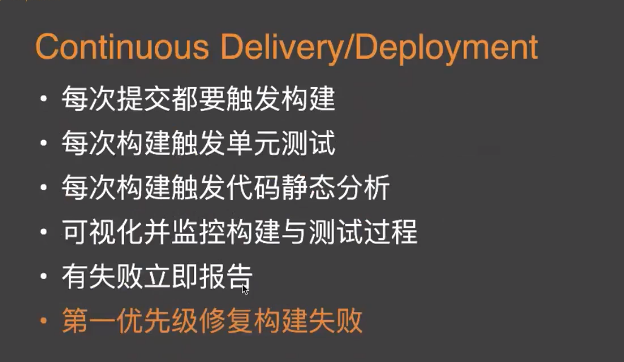 Continuous Delivery/Deployment
• 每次提交都要触发构建
• 每次构建触发单元测试
• 每次构建触发代码静态分析
• 可视化并监控构建与测试过程
• 有失败立即报告
• 第一优先级修复构建失败